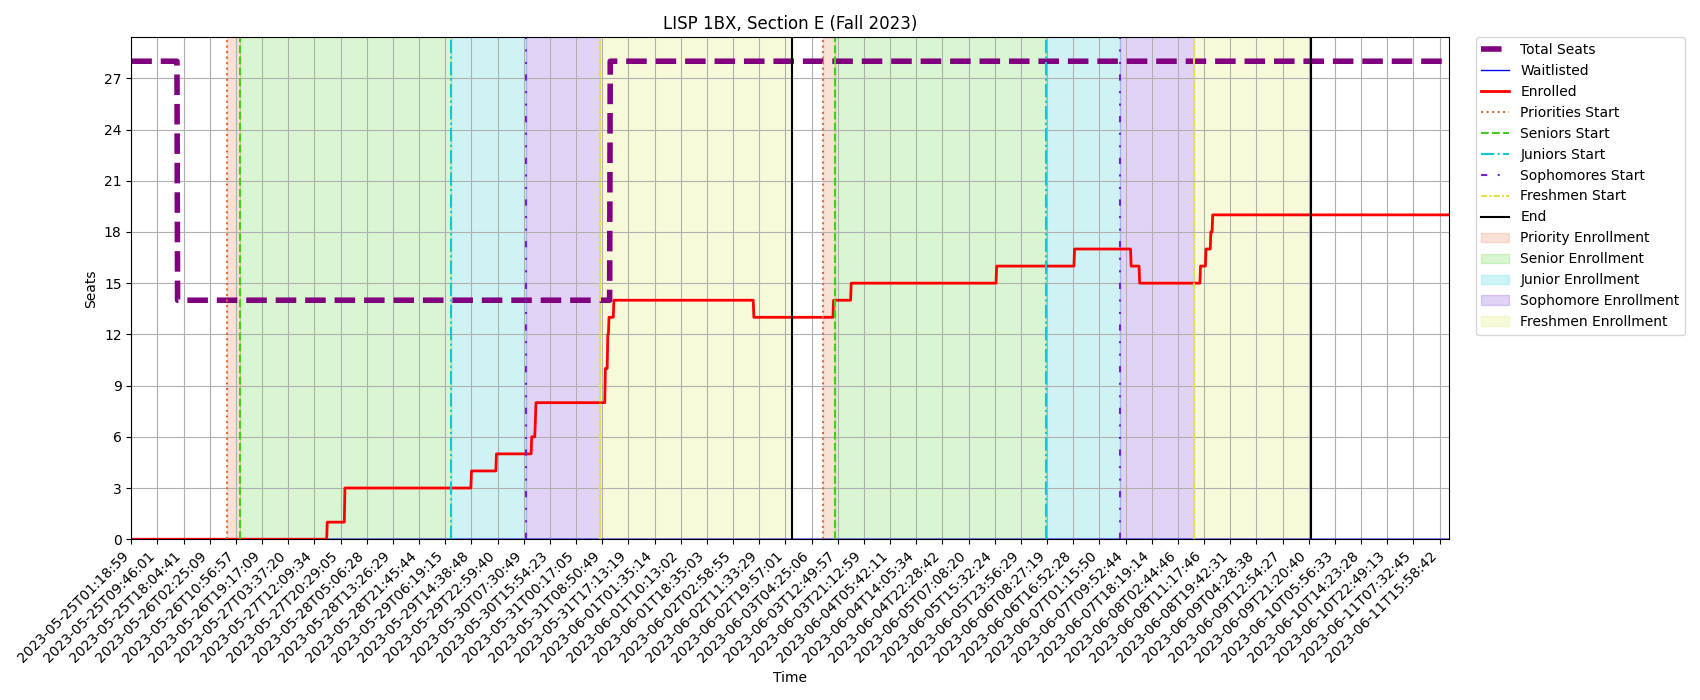 LISP 1BX, Section E (Fall 2023)
Seats
27
24
21
18
15
12
9
6
3
0
2023-05-25T01:18:59
2023-05-25T09:46:01
2023-05-25T18:04:41
2023-05-26T02:25:09
2023-05-26T10:56:57
2023-05-26T19:17:09
2023-05-27T03:37:20
2023-05-27T12:09:34
2023-05-27T20:29:05
2023-05-28T05:06:28
2023-05-28T13:26:29
2023-05-28T21:45:44
2023-05-29T06:19:15
2023-05-29T14:38:48
2023-05-29T22:59:40
2023-05-30T07:30:49
2023-05-30T15:54:23
2023-05-31T00:17:05
2023-05-31T08:50:49
2023-05-31T17:13:19
2023-06-01T01:35:14
2023-06-01T10:13:02
2023-06-01T18:35:03
2023-06-02T02:58:55
2023-06-02T11:33:29
2023-06-02T19:57:01
2023-06-03T04:25:06
2023-06-03T12:49:57
2023-06-03T21:12:59
2023-06-04T05:42:11
2023-06-04T14:05:34
2023-06-04T22:28:42
2023-06-05T07:08:20
2023-06-05T15:32:24
2023-06-05T23:56:29
2023-06-06T08:27:19
2023-06-06T16:52:28
2023-06-07T01:15:50
2023-06-07T09:52:44
2023-06-07T18:19:14
2023-06-08T02:44:46
2023-06-08T11:17:46
2023-06-08T19:42:31
2023-06-09T04:28:38
2023-06-09T12:54:27
2023-06-09T21:20:40
2023-06-10T05:56:33
2023-06-10T14:23:28
2023-06-10T22:49:13
2023-06-11T07:32:45
2023-06-11T15:58:42
Time
Total Seats
Waitlisted
Enrolled
Priorities Start
Seniors Start
Juniors Start
Sophomores Start
Freshmen Start
End
Priority Enrollment
Senior Enrollment
Junior Enrollment
Sophomore Enrollment
Freshmen Enrollment